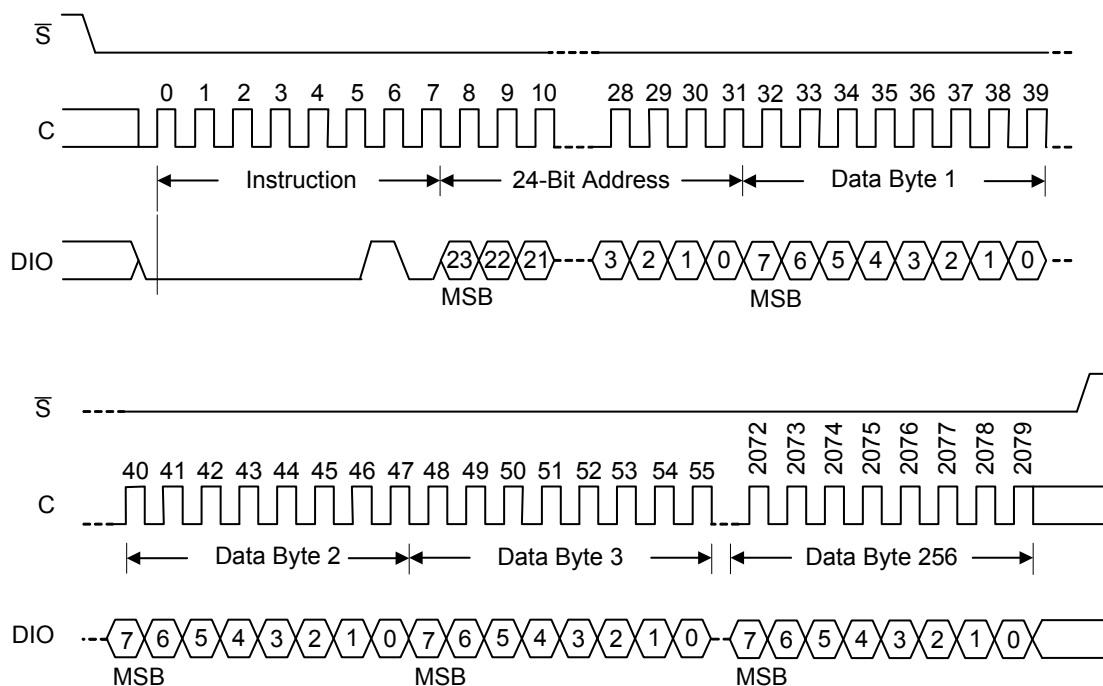 S
0 1 2 3 4 5 6 7 8 9 10 28 29 30 31 32 33 34 35 36 37 38 39
C
Instruction 24-Bit Address Data Byte 1
DIO 23 22 21 3 2 1 0 7 6 5 4 3 2 1 0
MSB MSB
S
2072 2073 2074 2075 2076 2077 2078 2079
40 41 42 43 44 45 46 47 48 49 50 51 52 53 54 55
C
Data Byte 2 Data Byte 3 Data Byte 256
DIO 7 6 5 4 3 2 1 0 7 6 5 4 3 2 1 0 7 6 5 4 3 2 1 0
MSB MSB MSB